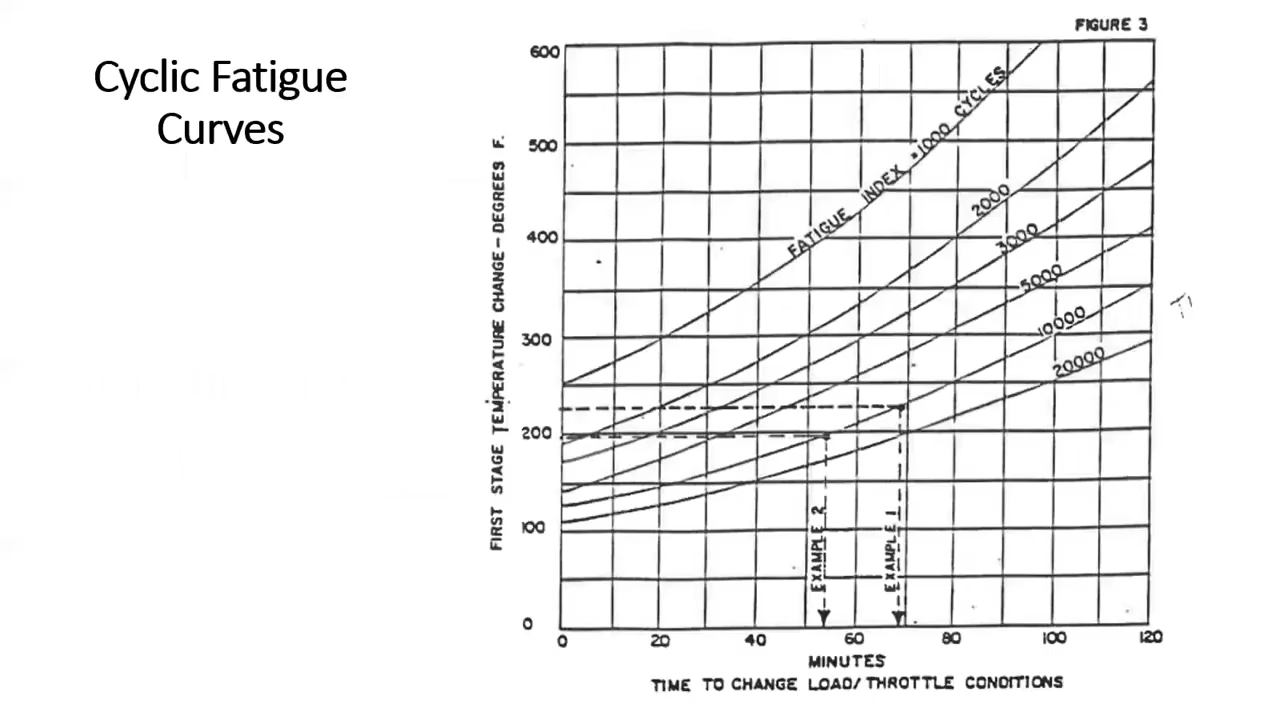 Cyclic Fatigue
Curves
FIGURE 3
600
500
400
300
200
100
0
FIRST STAGE TEMPERATURE CHANGE - DEGREES F.
FATIGUE INDEX = 1000 CYCLES
2000
3000
5000
10000
20000
EXAMPLE 2
EXAMPLE 1
0 20 40 60 80 100 120
MINUTES
TIME TO CHANGE LOAD/THROTTLE CONDITIONS